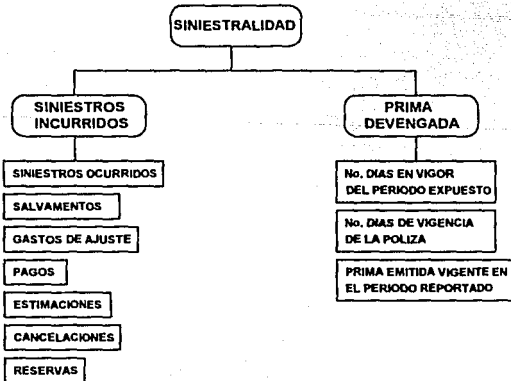 SINIESTRALIDAD
SINIESTROS
INCURRIDOS
SINIESTROS OCURRIDOS
SALVAMENTOS
GASTOS DE AJUSTE
PAGOS
ESTIMACIONES
CANCELACIONES
RESERVAS
PRIMA
DEVENGADA
No. DIAS EN VIGOR
DEL PERIODO EXPUESTO
No. DIAS DE VIGENCIA
DE LA POLIZA
PRIMA EMITIDA VIGENTE EN
EL PERIODO REPORTADO